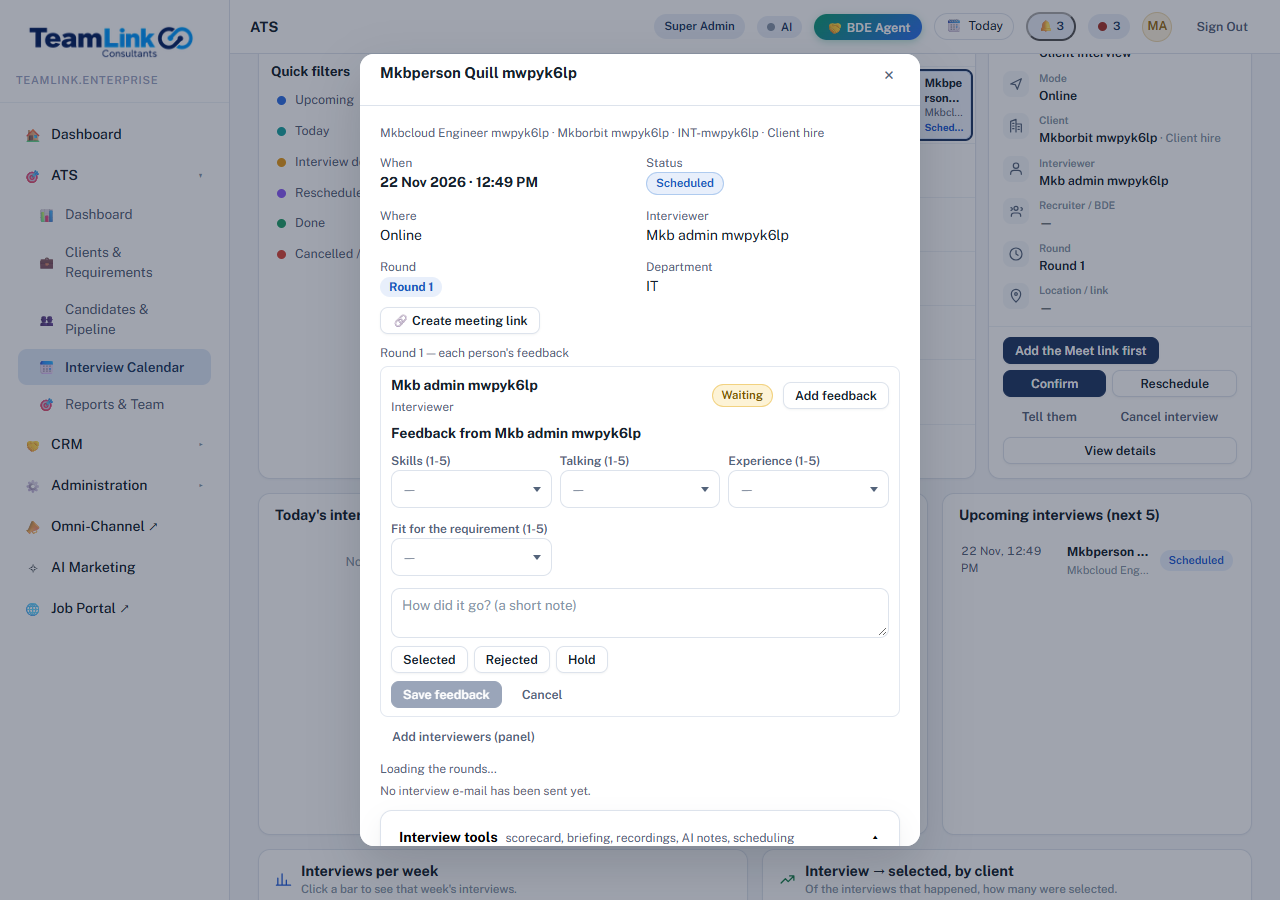 TeamLink
Consultants
TEAMLINK.ENTERPRISE
Dashboard
ATS
Dashboard
Clients &
Requirements
Candidates &
Pipeline
Interview Calendar
Reports & Team
CRM
Administration
Omni-Channel ↗
AI Marketing
Job Portal ↗
ATS
Super Admin
AI
BDE Agent
Today
3
3
MA
Sign Out
Quick filters
Upcoming
Today
Interview d
Reschedule
Done
Cancelled /
Mkbpe
rson...
Mkbcl...
Sched...
Mkbperson Quill mwpyk6lp
×
Mkbcloud Engineer mwpyk6lp · Mkborbit mwpyk6lp · INT-mwpyk6lp · Client hire
When
22 Nov 2026 · 12:49 PM
Status
Scheduled
Where
Online
Interviewer
Mkb admin mwpyk6lp
Round
Round 1
Department
IT
Create meeting link
Round 1 — each person's feedback
Mkb admin mwpyk6lp
Interviewer
Waiting
Add feedback
Feedback from Mkb admin mwpyk6lp
Skills (1-5)
—
Talking (1-5)
—
Experience (1-5)
—
Fit for the requirement (1-5)
—
How did it go? (a short note)
Selected
Rejected
Hold
Save feedback
Cancel
Add interviewers (panel)
Loading the rounds...
No interview e-mail has been sent yet.
Interview tools scorecard, briefing, recordings, AI notes, scheduling
Client interview
Mode
Online
Client
Mkborbit mwpyk6lp · Client hire
Interviewer
Mkb admin mwpyk6lp
Recruiter / BDE
—
Round
Round 1
Location / link
—
Add the Meet link first
Confirm
Reschedule
Tell them
Cancel interview
View details
Today's inter
No
Upcoming interviews (next 5)
22 Nov, 12:49
PM
Mkbperson ...
Mkbcloud Eng...
Scheduled
Interviews per week
Click a bar to see that week's interviews.
Interview → selected, by client
Of the interviews that happened, how many were selected.